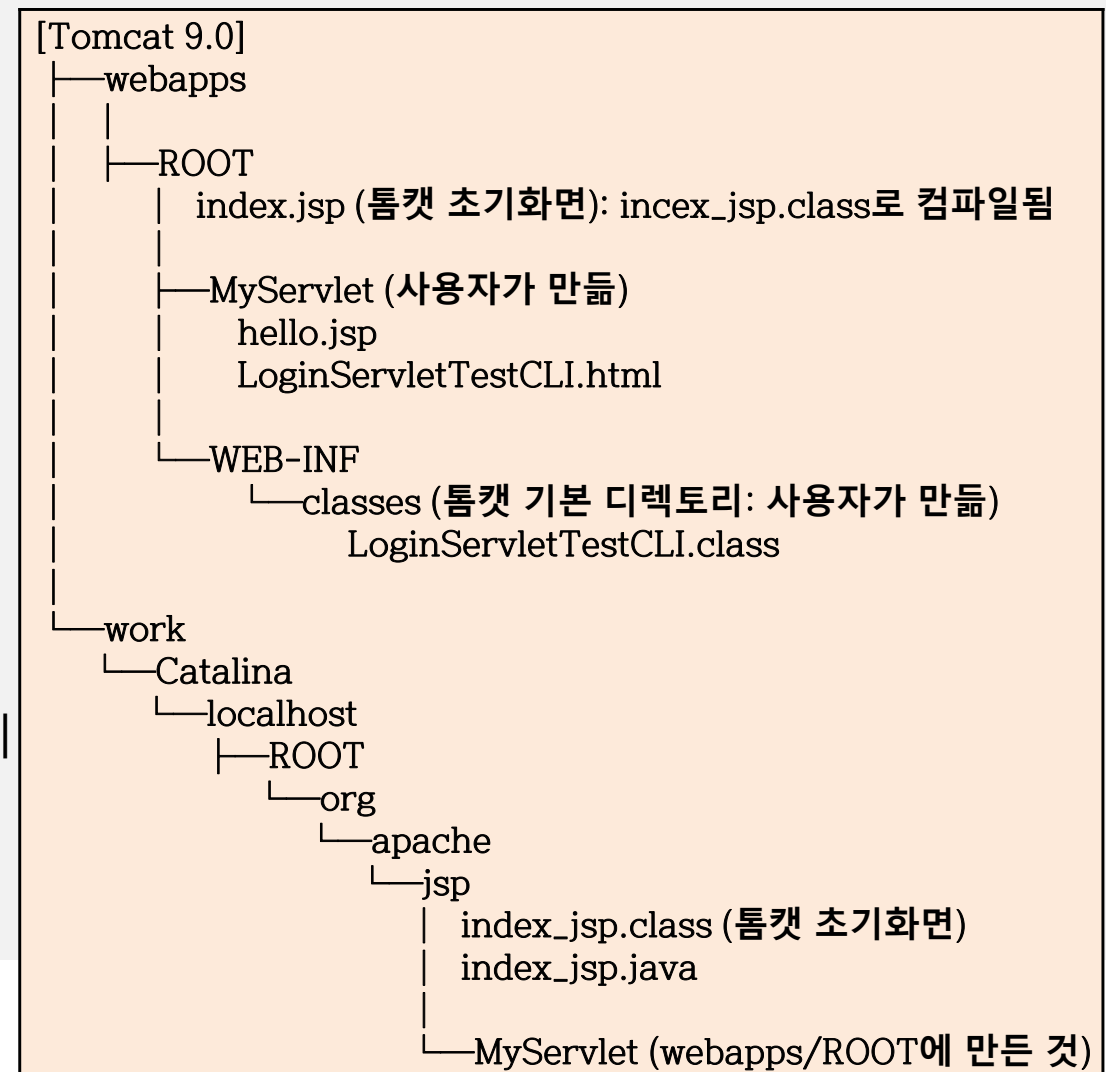 [Tomcat 9.0]
├──webapps
│ │
│ ├──ROOT
│ │ index.jsp (톰캣 초기화면): incex_jsp.class로 컴파일됨
│ │
│ ├──MyServlet (사용자가 만듦)
│ │ hello.jsp
│ │ LoginServletTestCLI.html
│ │
│ └──WEB-INF
│ └──classes (톰캣 기본 디렉토리: 사용자가 만듦)
│ LoginServletTestCLI.class
│
└──work
└──Catalina
└──localhost
├──ROOT
└──org
└──apache
└──jsp
│ index_jsp.class (톰캣 초기화면)
│ index_jsp.java
│
└──MyServlet (webapps/ROOT에 만든 것)